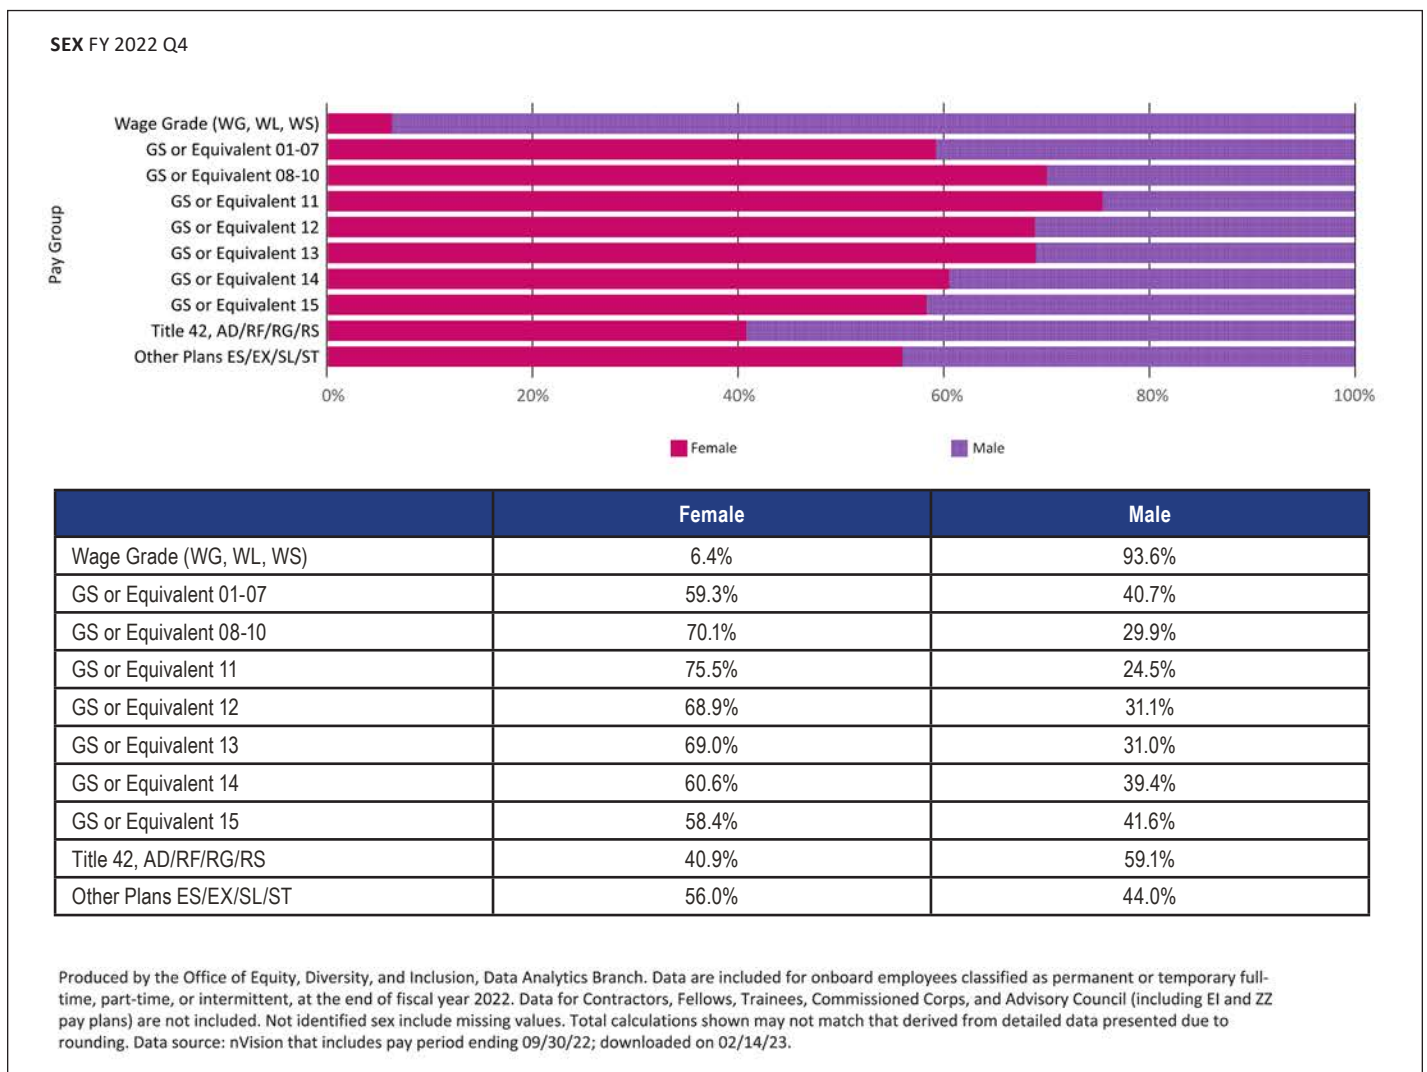 SEX FY 2022 Q4
Pay Group
Wage Grade (WG, WL, WS)
GS or Equivalent 01-07
GS or Equivalent 08-10
GS or Equivalent 11
GS or Equivalent 12
GS or Equivalent 13
GS or Equivalent 14
GS or Equivalent 15
Title 42, AD/RF/RG/RS
Other Plans ES/EX/SL/ST
0% 20% 40% 60% 80% 100%
Female Male
Female Male
Wage Grade (WG, WL, WS) 6.4% 93.6%
GS or Equivalent 01-07 59.3% 40.7%
GS or Equivalent 08-10 70.1% 29.9%
GS or Equivalent 11 75.5% 24.5%
GS or Equivalent 12 68.9% 31.1%
GS or Equivalent 13 69.0% 31.0%
GS or Equivalent 14 60.6% 39.4%
GS or Equivalent 15 58.4% 41.6%
Title 42, AD/RF/RG/RS 40.9% 59.1%
Other Plans ES/EX/SL/ST 56.0% 44.0%
Produced by the Office of Equity, Diversity, and Inclusion, Data Analytics Branch. Data are included for onboard employees classified as permanent or temporary full-
time, part-time, or intermittent, at the end of fiscal year 2022. Data for Contractors, Fellows, Trainees, Commissioned Corps, and Advisory Council (including EI and ZZ
pay plans) are not included. Not identified sex include missing values. Total calculations shown may not match that derived from detailed data presented due to
rounding. Data source: nVision that includes pay period ending 09/30/22; downloaded on 02/14/23.